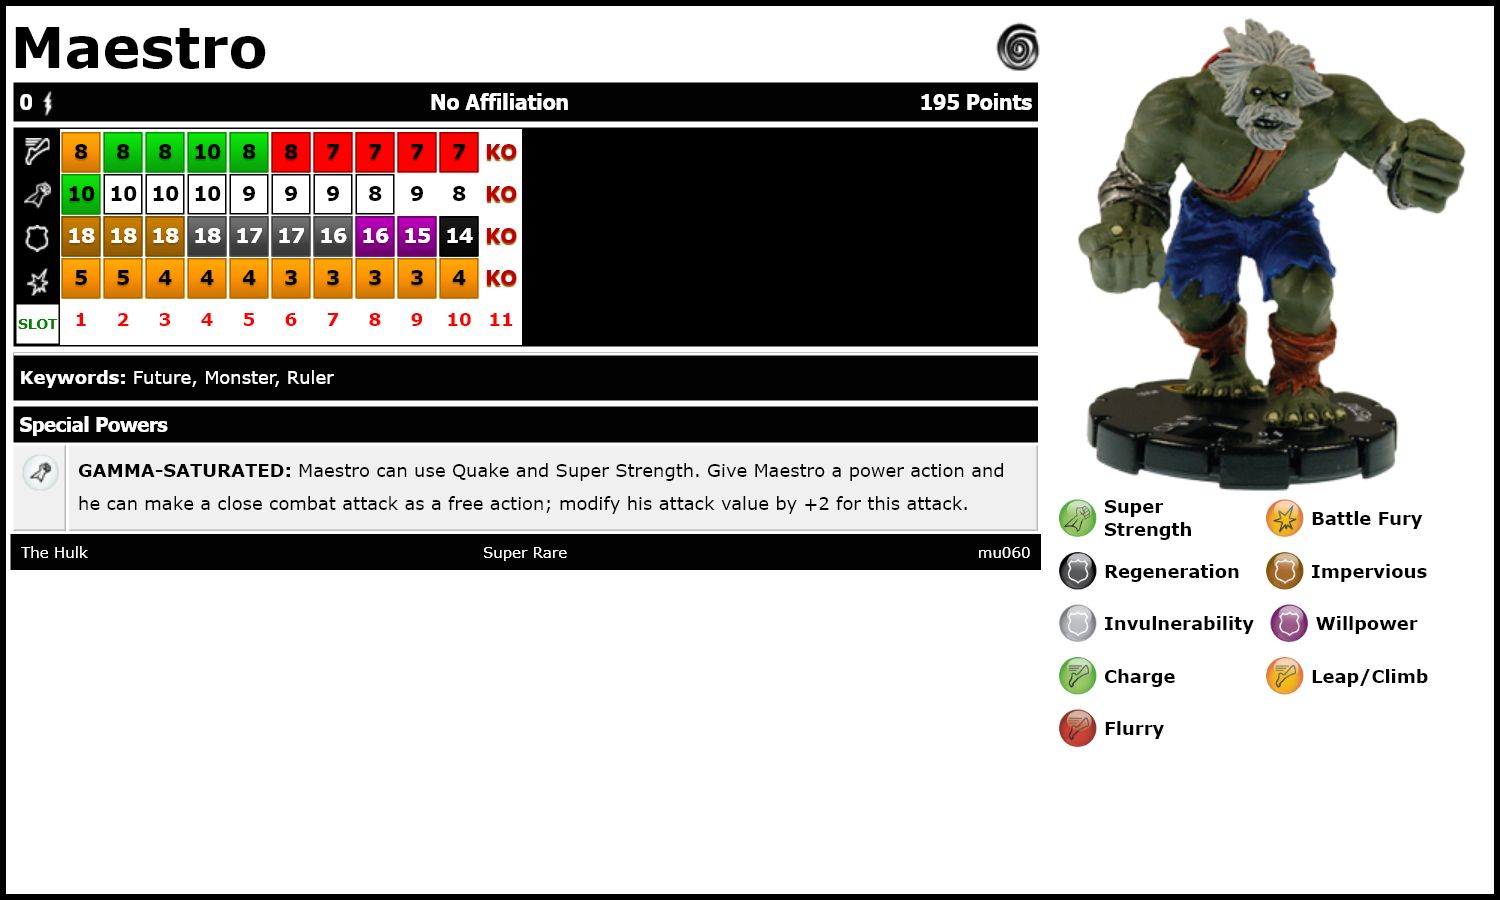 Maestro
0 No Affiliation 195 Points
8 8 8 10 8 8 7 7 7 7 KO
10 10 10 10 9 9 9 8 9 8 KO
18 18 18 18 17 17 16 16 15 14 KO
5 5 4 4 4 3 3 3 3 4 KO
SLOT 1 2 3 4 5 6 7 8 9 10 11
Keywords: Future, Monster, Ruler
Special Powers
GAMMA-SATURATED: Maestro can use Quake and Super Strength. Give Maestro a power action and
he can make a close combat attack as a free action; modify his attack value by +2 for this attack.
The Hulk Super Rare mu060
Super
Strength
Battle Fury
Regeneration
Impervious
Invulnerability
Willpower
Charge
Leap/Climb
Flurry